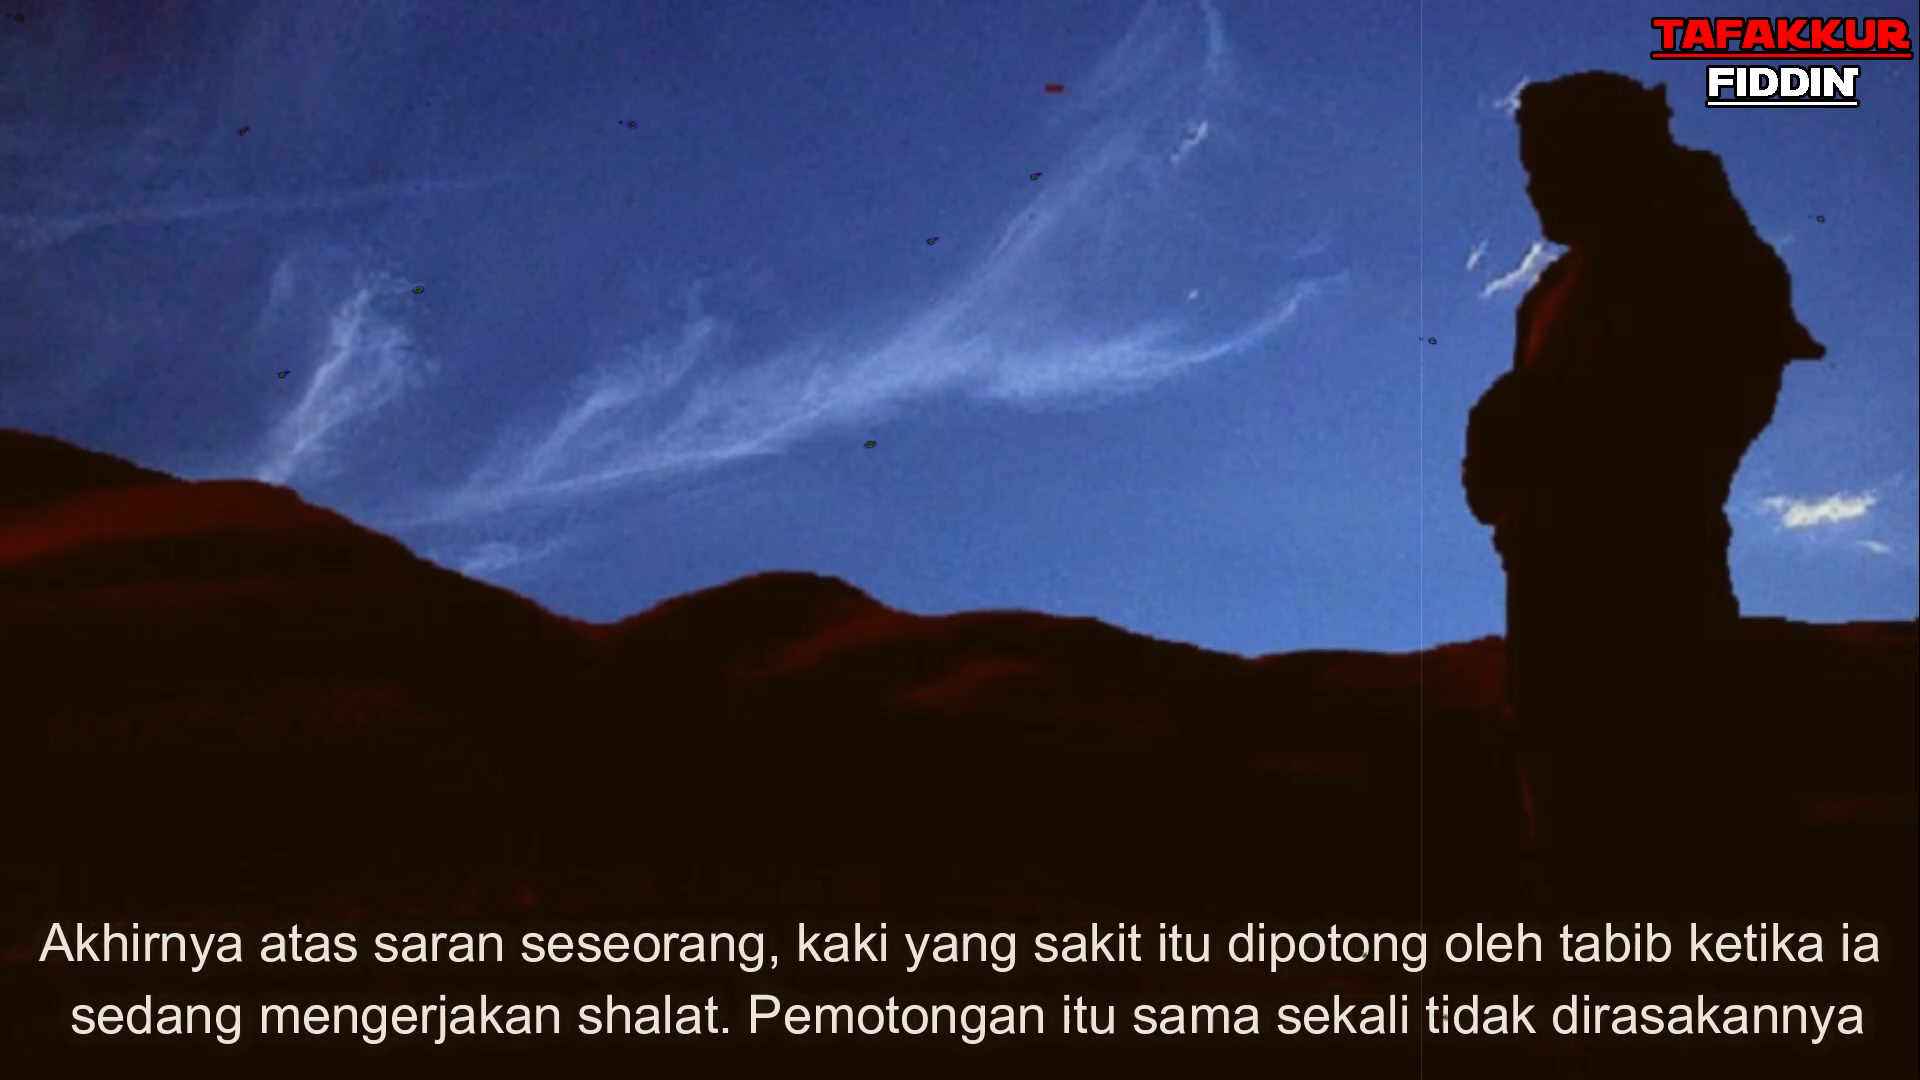 TAFAKKUR
FIDDIN
Akhirnya atas saran seseorang, kaki yang sakit itu dipotong oleh tabib ketika ia
sedang mengerjakan shalat. Pemotongan itu sama sekali tidak dirasakannya